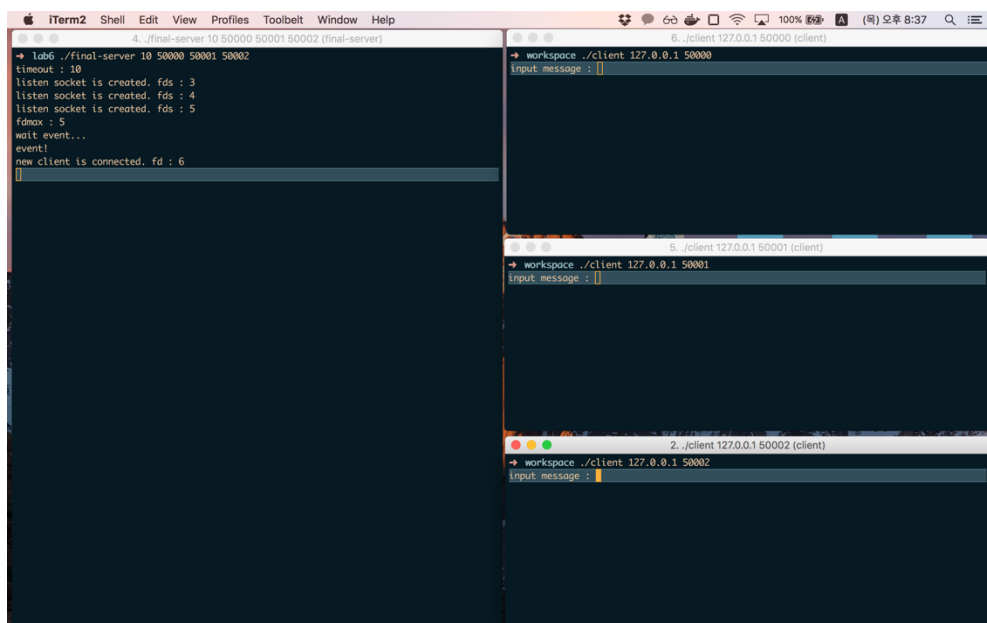 iTerm2 Shell Edit View Profiles Toolbelt Window Help 100% A (목) 오후 8:37
4. ./final-server 10 50000 50001 50002 (final-server)
→ lab6 ./final-server 10 50000 50001 50002
timeout : 10
listen socket is created. fds : 3
listen socket is created. fds : 4
listen socket is created. fds : 5
fdmax : 5
wait event...
event!
new client is connected. fd : 6
6. ./client 127.0.0.1 50000 (client)
→ workspace ./client 127.0.0.1 50000
input message :
5. ./client 127.0.0.1 50001 (client)
→ workspace ./client 127.0.0.1 50001
input message :
2. ./client 127.0.0.1 50002 (client)
→ workspace ./client 127.0.0.1 50002
input message :